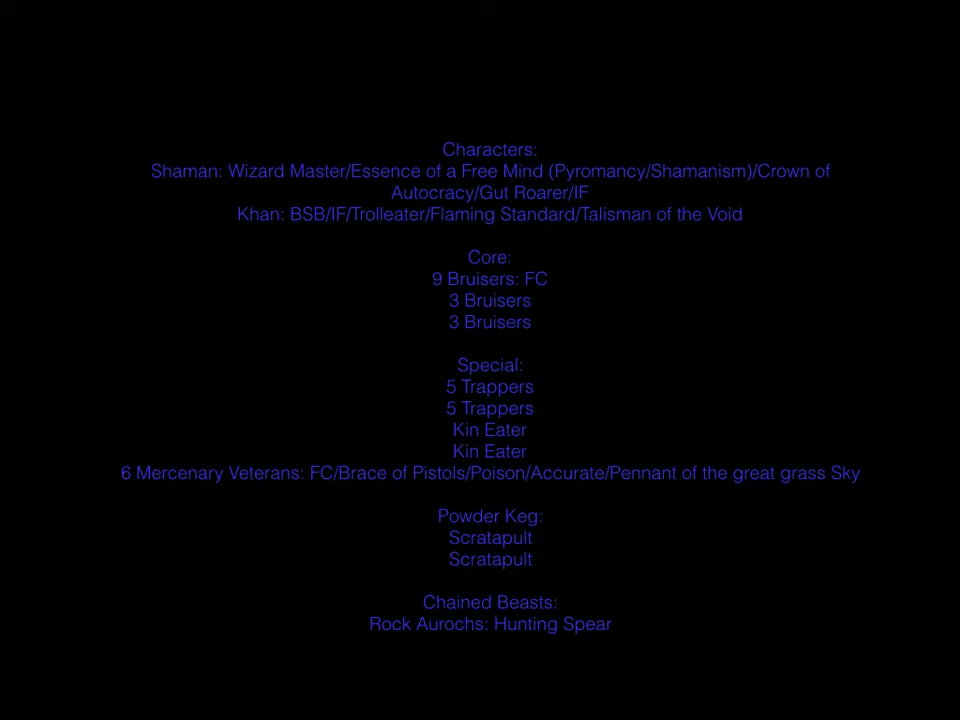 Characters:
Shaman: Wizard Master/Essence of a Free Mind (Pyromancy/Shamanism)/Crown of
Autocracy/Gut Roarer/IF
Khan: BSB/IF/Trolleater/Flaming Standard/Talisman of the Void
Core:
9 Bruisers: FC
3 Bruisers
3 Bruisers
Special:
5 Trappers
5 Trappers
Kin Eater
Kin Eater
6 Mercenary Veterans: FC/Brace of Pistols/Poison/Accurate/Pennant of the great grass Sky
Powder Keg:
Scratapult
Scratapult
Chained Beasts:
Rock Aurochs: Hunting Spear